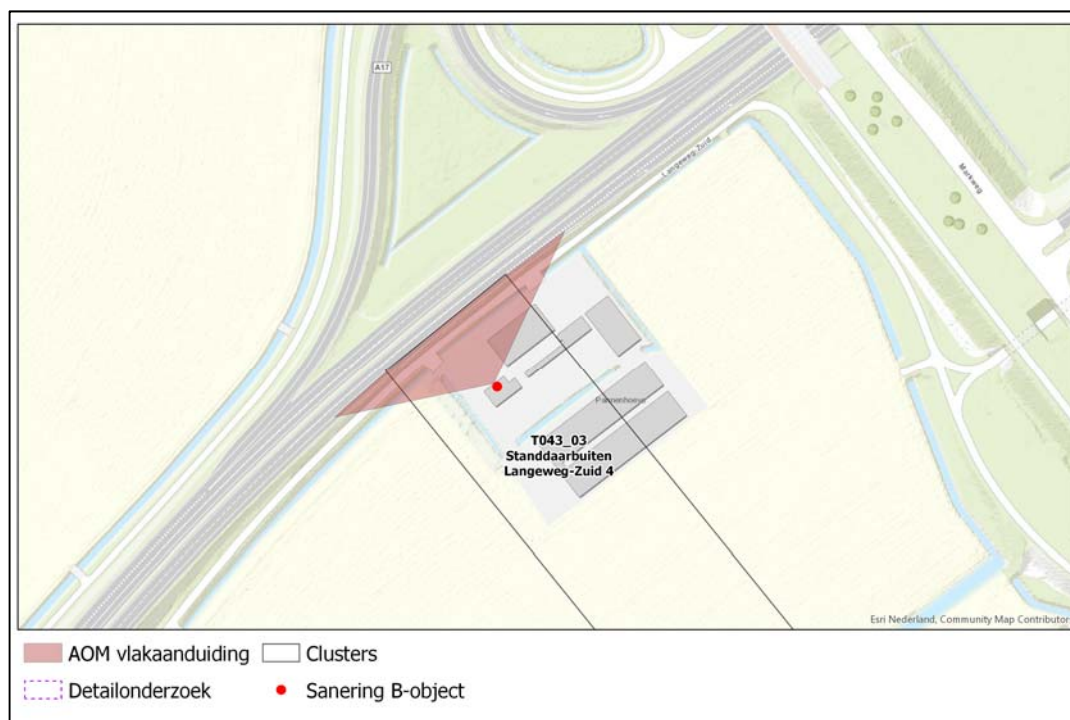 A17
Langeweg-Zuid
Markweg
Pannenhoeve
T043_03
Standdaarbuiten
Langeweg-Zuid 4
Esri Nederland, Community Map Contributor
AOM vlakaanduiding
Clusters
Detailonderzoek
Sanering B-object